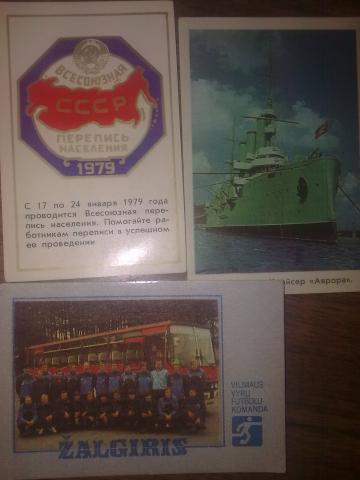 ВСЕСОЮЗНАЯ
СССР
ПЕРЕПИСЬ
НАСЕЛЕНИЯ
1979
С 17 по 24 января 1979 года
проводится Всесоюзная пере-
пись населения. Помогайте ра-
ботникам переписи в успешном
ее проведении
«Аврора».
VILNIAUS
VYRŲ
FUTBOLO
KOMANDA
ŽALGIRIS